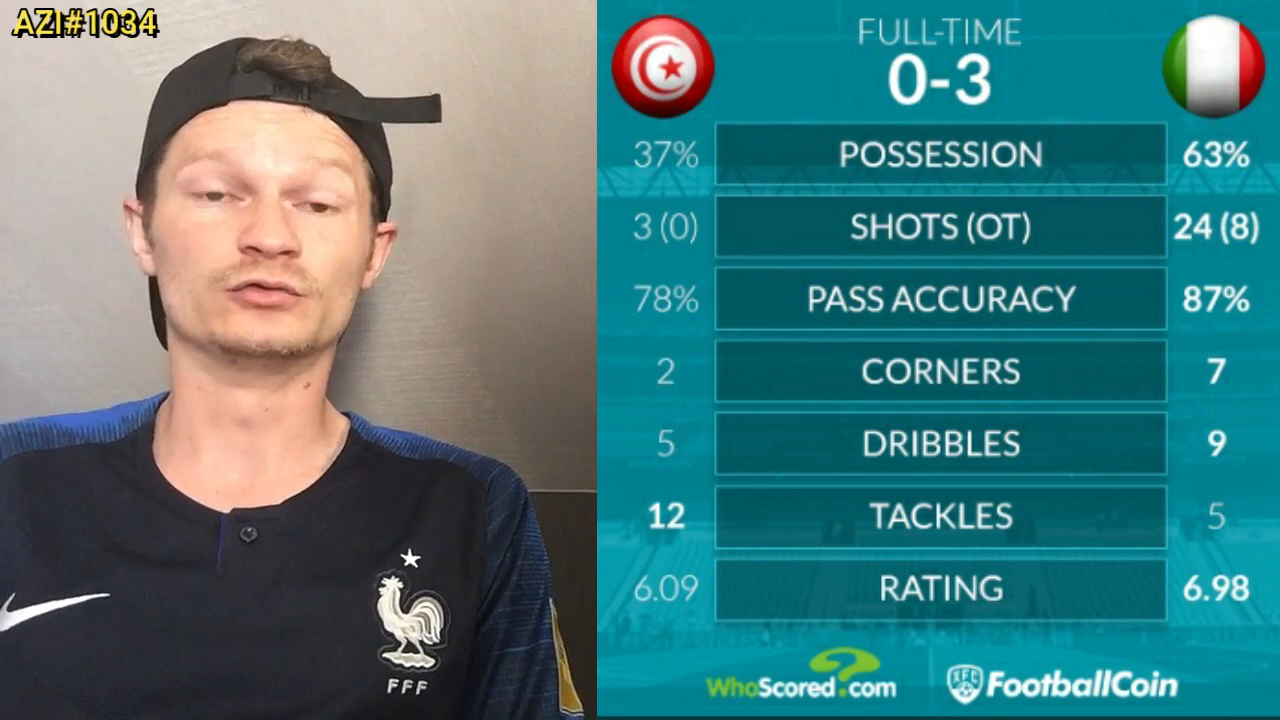 AZI#1034
FFF
FULL-TIME
0-3
37% POSSESSION 63%
3 (0) SHOTS (OT) 24 (8)
78% PASS ACCURACY 87%
2 CORNERS 7
5 DRIBBLES 9
12 TACKLES 5
6.09 RATING 6.98
WhoScored.com XFC FootballCoin